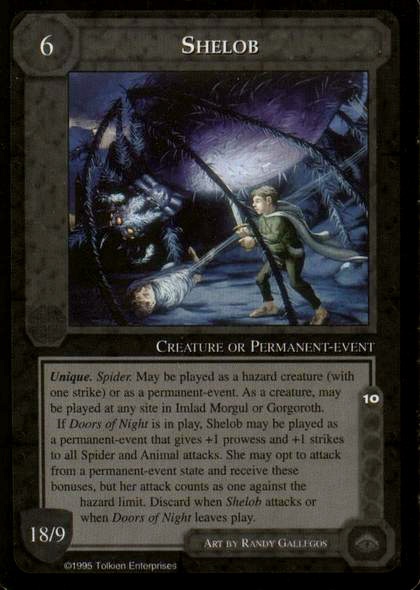 6
SHELOB
CREATURE OR PERMANENT-EVENT
Unique. Spider. May be played as a hazard creature (with
one strike) or as a permanent-event. As a creature, may
be played at any site in Imlad Morgul or Gorgoroth.
If Doors of Night is in play, Shelob may be played as
a permanent-event that gives +1 prowess and +1 strikes
to all Spider and Animal attacks. She may opt to attack
from a permanent-event state and receive these
bonuses, but her attack counts as one against the
hazard limit. Discard when Shelob attacks or
when Doors of Night leaves play.
10
18/9
ART BY RANDY GALLEGOS
©1995 Tolkien Enterprises